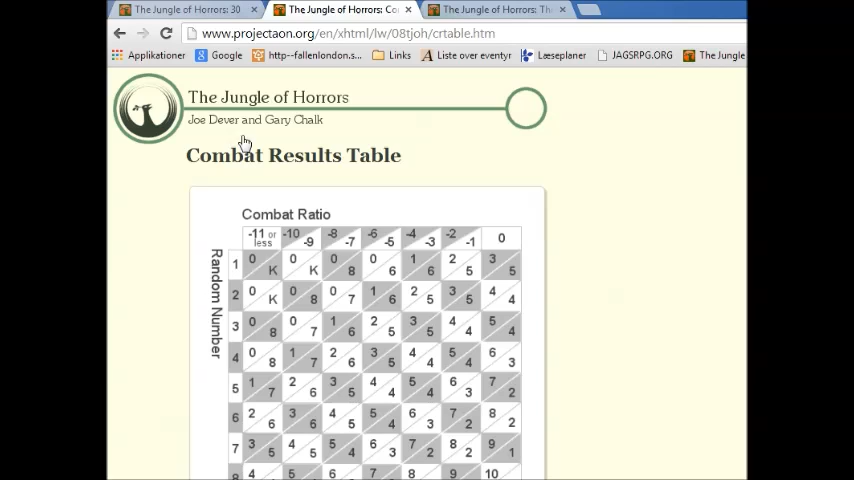 The Jungle of Horrors: 30
The Jungle of Horrors: Co
The Jungle of Horrors: Th
www.projectaon.org/en/xhtml/lw/08tjoh/crtable.htm
Applikationer
Google
http--fallenlondon.s...
Links
Liste over eventyr
Læseplaner
JAGSRPG.ORG
The Jungle
The Jungle of Horrors
Joe Dever and Gary Chalk
Combat Results Table
Combat Ratio
-11 or less -10 -9 -8 -7 -6 -5 -4 -3 -2 -1 0
Random Number
1 0 K 0 K 0 8 0 6 1 6 2 5 3 5
2 0 K 0 8 0 7 1 6 2 5 3 5 4 4
3 0 8 0 7 1 6 2 5 3 5 4 4 5 4
4 0 8 1 7 2 6 3 5 4 4 5 4 6 3
5 1 7 2 6 3 5 4 4 5 4 6 3 7 2
6 2 6 3 6 4 5 5 4 6 3 7 2 8 2
7 3 5 4 5 5 4 6 3 7 2 8 2 9 1
8 4 5 6 7 8 9 10